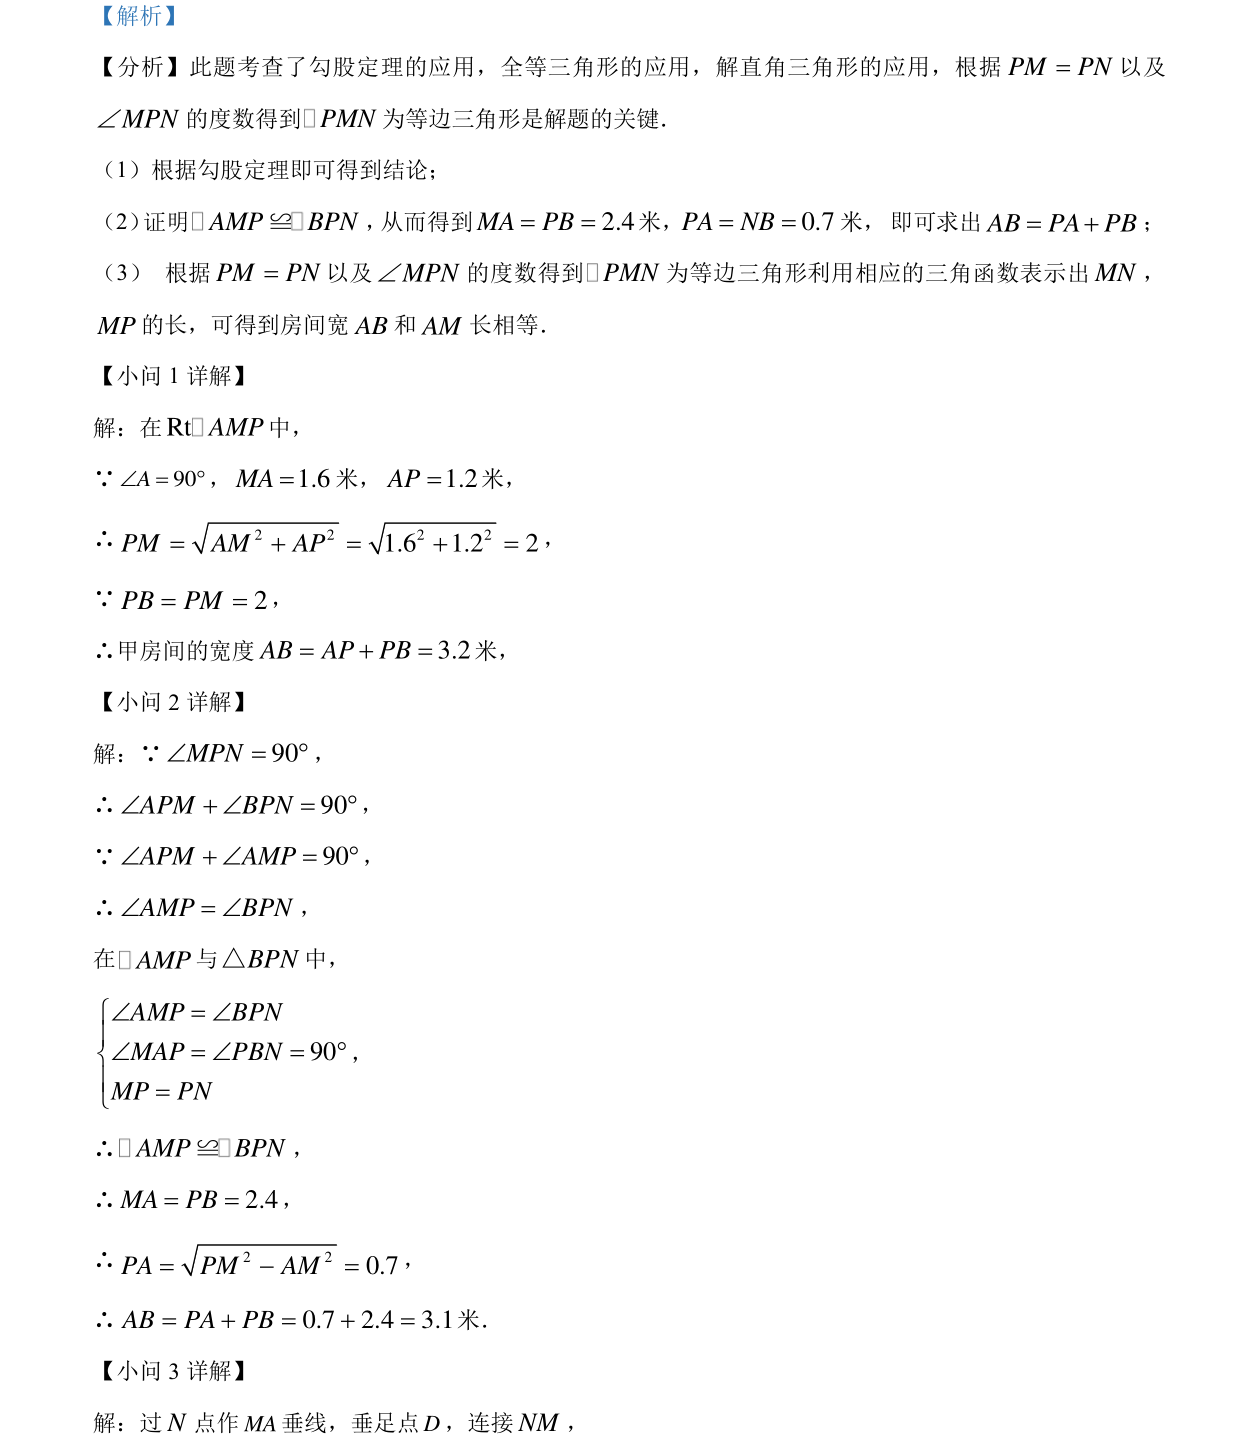 【解析】
【分析】此题考查了勾股定理的应用，全等三角形的应用，解直角三角形的应用，根据 PM = PN 以及
∠MPN 的度数得到□PMN 为等边三角形是解题的关键．
（1）根据勾股定理即可得到结论；
（2）证明□AMP ≌□BPN ，从而得到 MA = PB = 2.4 米，PA = NB = 0.7 米， 即可求出 AB = PA + PB ；
（3） 根据 PM = PN 以及∠MPN 的度数得到□PMN 为等边三角形利用相应的三角函数表示出 MN ，
MP 的长，可得到房间宽 AB 和 AM 长相等．
【小问 1 详解】
解：在 Rt□AMP 中，
∵ ∠A = 90° ， MA = 1.6 米， AP = 1.2 米，
∴ PM = √(AM² + AP²) = √(1.6² + 1.2²) = 2 ，
∵ PB = PM = 2 ，
∴甲房间的宽度 AB = AP + PB = 3.2 米，
【小问 2 详解】
解：∵ ∠MPN = 90° ，
∴ ∠APM + ∠BPN = 90° ，
∵ ∠APM + ∠AMP = 90° ，
∴ ∠AMP = ∠BPN ，
在□AMP 与△BPN 中，
{∠AMP = ∠BPN
∠MAP = ∠PBN = 90° ，
MP = PN
∴□AMP ≌□BPN ，
∴ MA = PB = 2.4 ，
∴ PA = √(PM² − AM²) = 0.7 ，
∴ AB = PA + PB = 0.7 + 2.4 = 3.1 米．
【小问 3 详解】
解：过 N 点作 MA 垂线，垂足点 D ，连接 NM ，